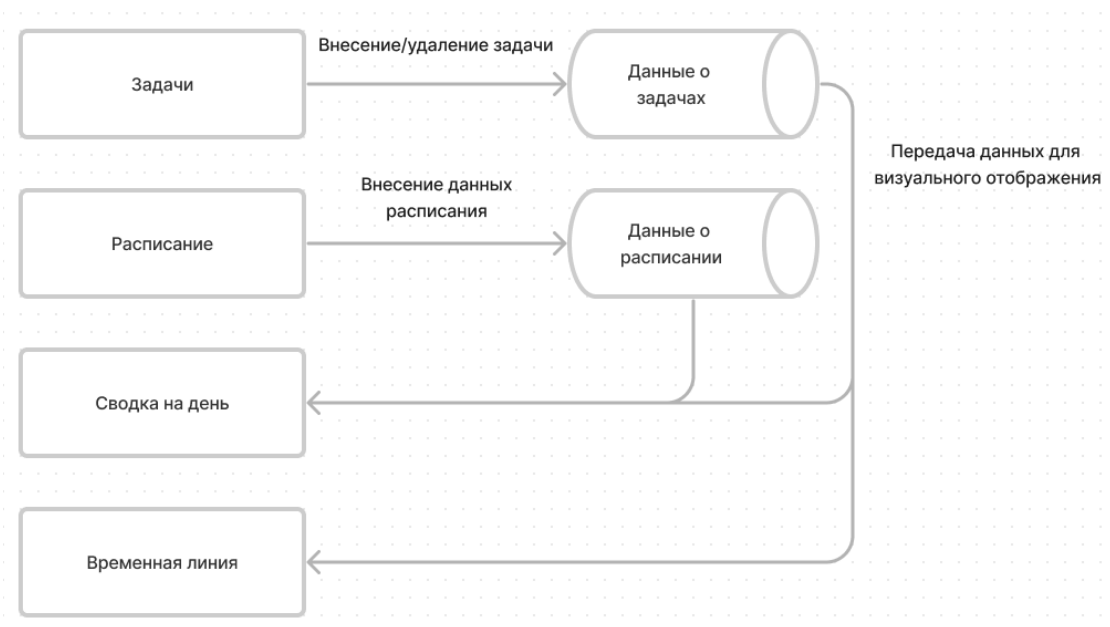 Задачи
Внесение/удаление задачи
Данные о
задачах
Передача данных для
визуального отображения
Расписание
Внесение данных
расписания
Данные о
расписании
Сводка на день
Временная линия